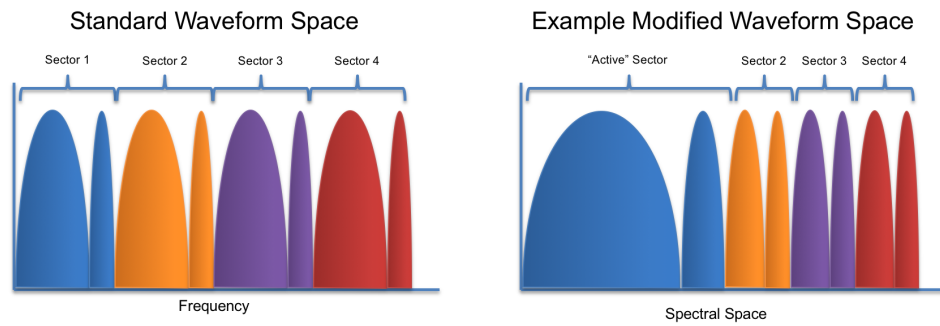 Standard Waveform Space
Sector 1
Sector 2
Sector 3
Sector 4
Frequency
Example Modified Waveform Space
“Active” Sector
Sector 2
Sector 3
Sector 4
Spectral Space